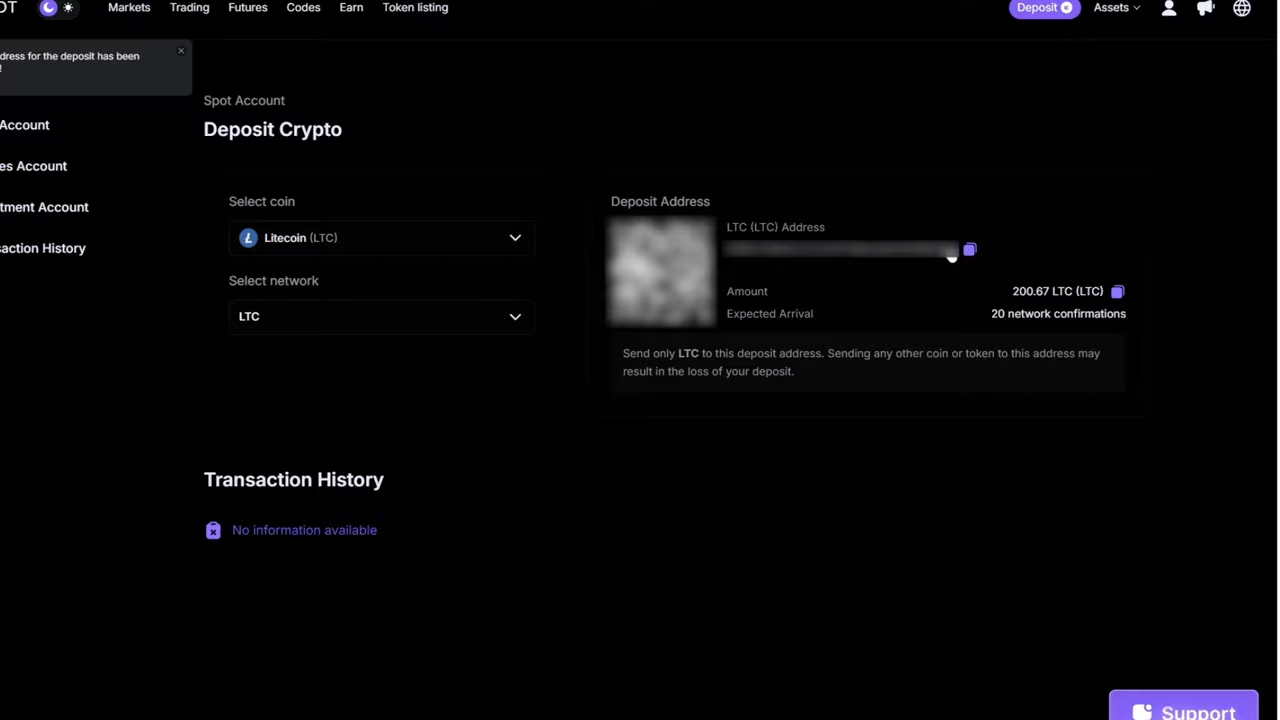 OT
Markets
Trading
Futures
Codes
Earn
Token listing
Deposit
Assets
dress for the deposit has been
!
Account
es Account
tment Account
saction History
Spot Account
Deposit Crypto
Select coin
Litecoin (LTC)
Select network
LTC
Deposit Address
LTC (LTC) Address
Amount
200.67 LTC (LTC)
Expected Arrival
20 network confirmations
Send only LTC to this deposit address. Sending any other coin or token to this address may
result in the loss of your deposit.
Transaction History
No information available
Support